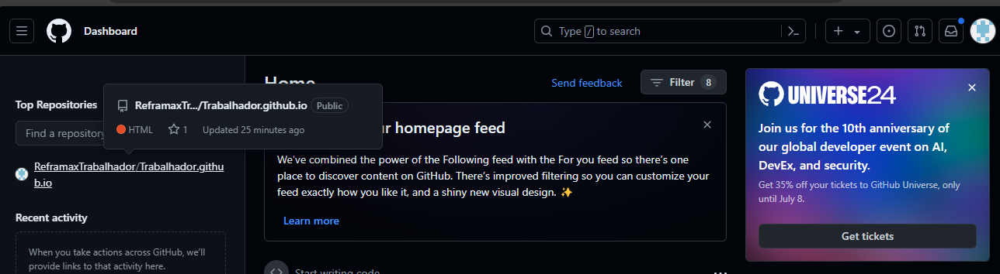 Dashboard
Type / to search
Home
Send feedback
Filter 8
Top Repositories
Find a repository
ReframaxTr.../Trabalhador.github.io Public
HTML 1 Updated 25 minutes ago
ReframaxTrabalhador/Trabalhador.githu
b.io
Recent activity
When you take actions across GitHub, we'll
provide links to that activity here.
ur homepage feed
We've combined the power of the Following feed with the For you feed so there's one
place to discover content on GitHub. There's improved filtering so you can customize your
feed exactly how you like it, and a shiny new visual design. ✨
Learn more
Start writing code
UNIVERSE24
Join us for the 10th anniversary of
our global developer event on AI,
DevEx, and security.
Get 35% off your tickets to GitHub Universe, only
until July 8.
Get tickets